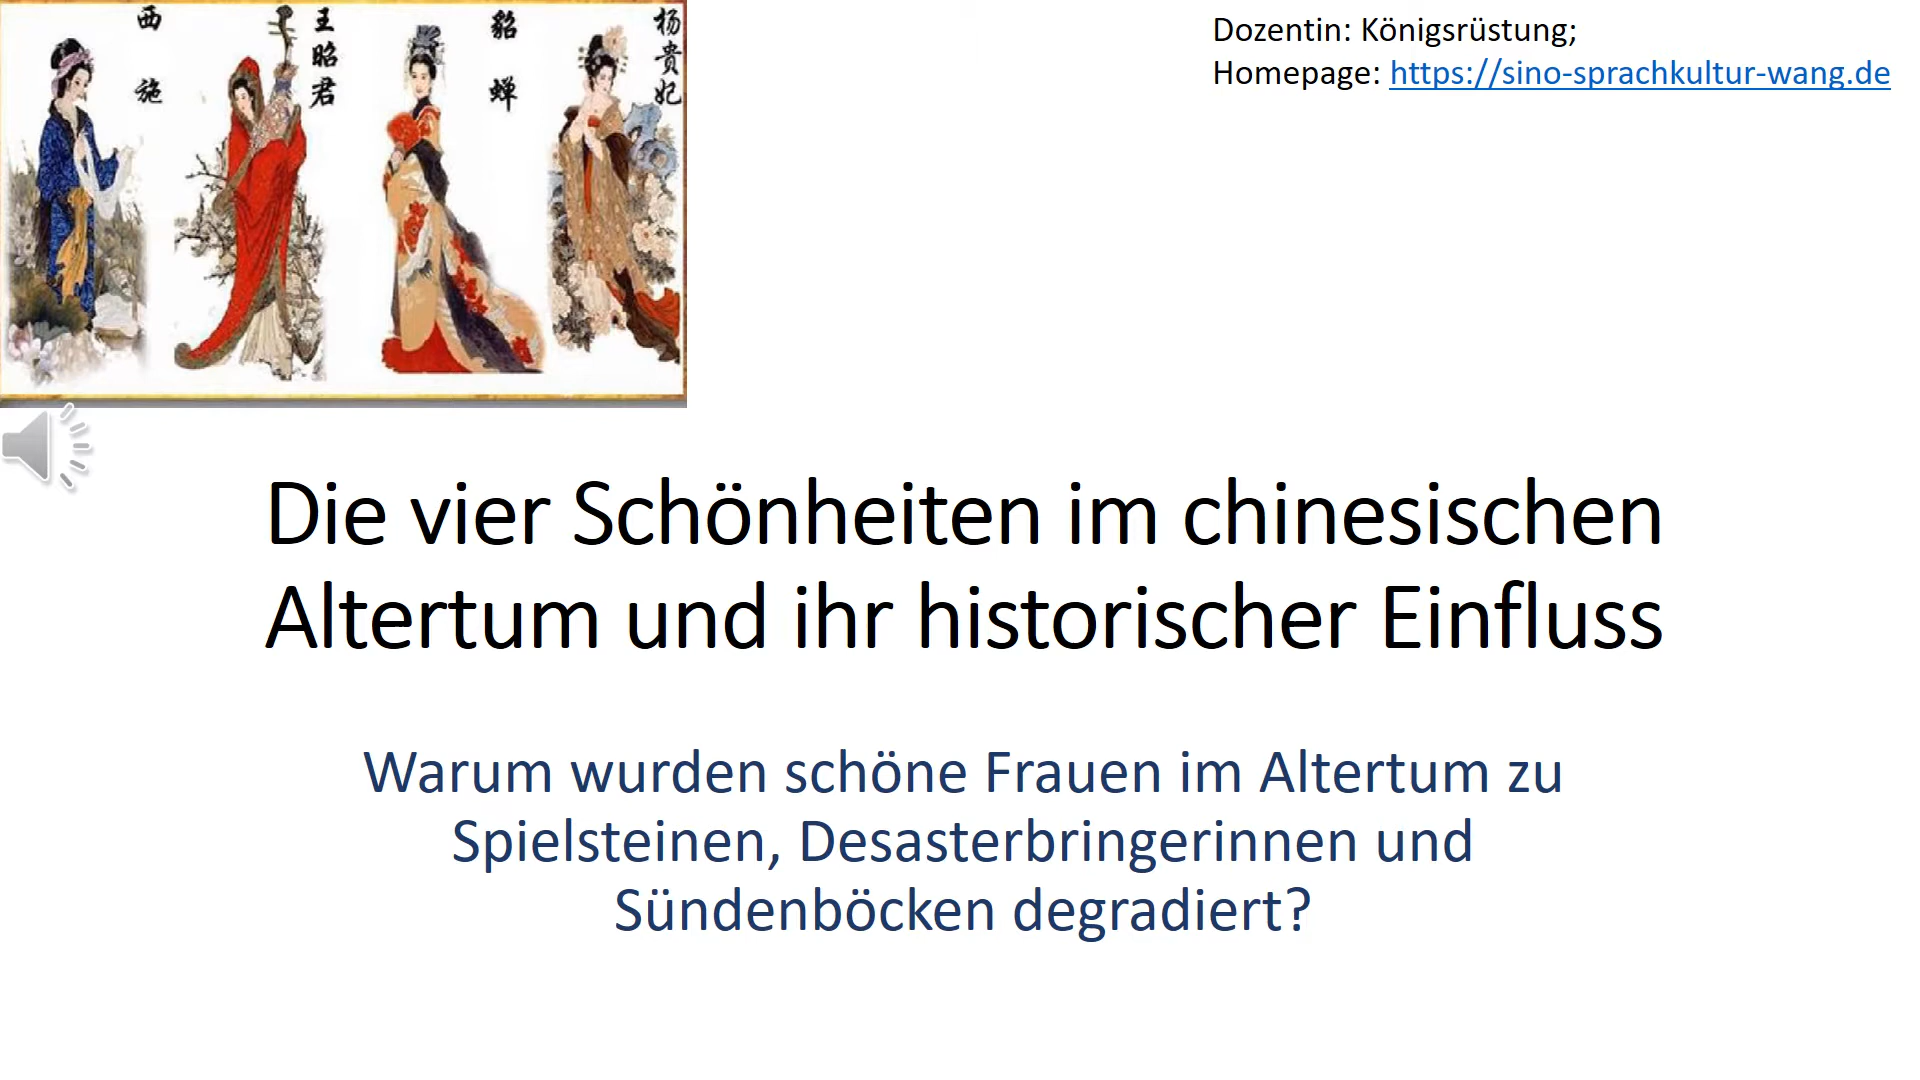 西施
王昭君
貂蝉
杨贵妃
Dozentin: Königsrüstung;
Homepage: https://sino-sprachkultur-wang.de
Die vier Schönheiten im chinesischen
Altertum und ihr historischer Einfluss
Warum wurden schöne Frauen im Altertum zu
Spielsteinen, Desasterbringerinnen und
Sündenböcken degradiert?